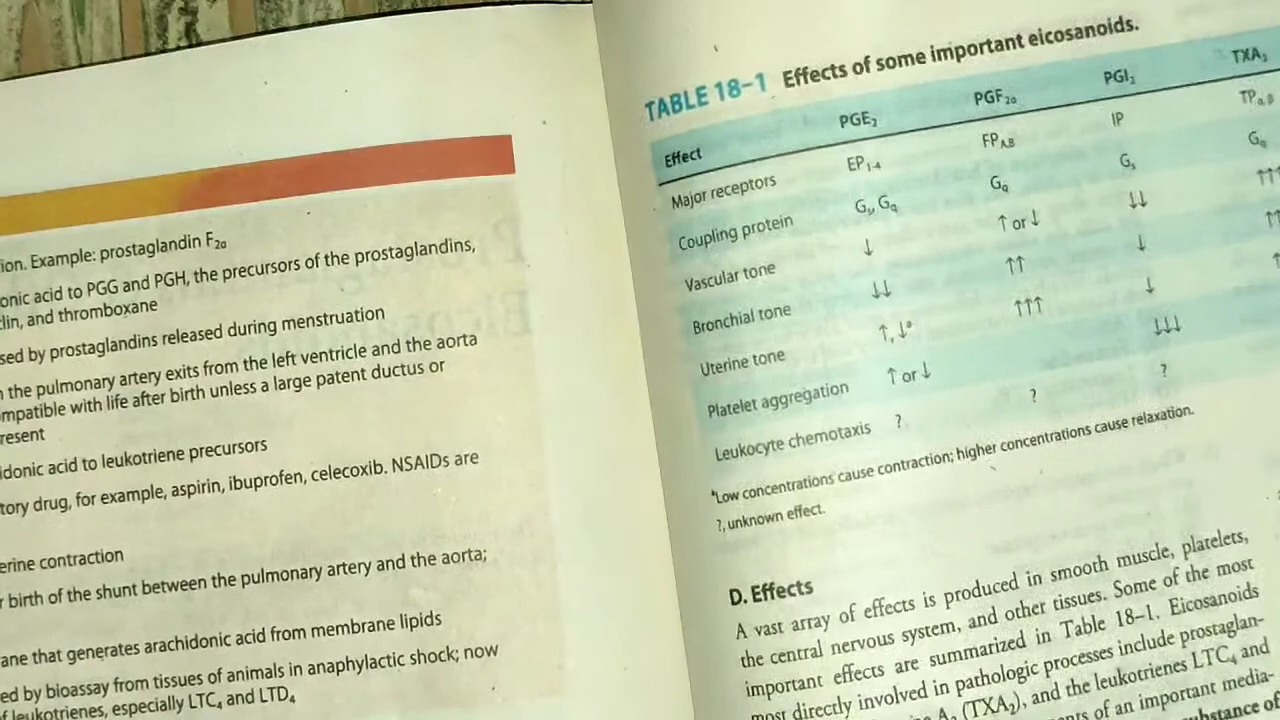 ion. Example: prostaglandin F2α
onic acid to PGG and PGH, the precursors of the prostaglandins,
lin, and thromboxane
sed by prostaglandins released during menstruation
the pulmonary artery exits from the left ventricle and the aorta
mpatible with life after birth unless a large patent ductus or
resent
idonic acid to leukotriene precursors
tory drug, for example, aspirin, ibuprofen, celecoxib. NSAIDs are
erine contraction
birth of the shunt between the pulmonary artery and the aorta;
ane that generates arachidonic acid from membrane lipids
ed by bioassay from tissues of animals in anaphylactic shock; now
f leukotrienes, especially LTC4 and LTD4
TABLE 18–1 Effects of some important eicosanoids.
Effect PGE2 PGF2α PGI2 TXA2
Major receptors EP1-4 FPA,B IP TPα,β
Coupling protein Gs, Gq Gq Gs Gq
Vascular tone ↓ ↑ or ↓ ↓↓ ↑↑↑
Bronchial tone ↓↓ ↑↑ ↓ ↑↑
Uterine tone ↑, ↓a ↑↑↑ ↓ ↑
Platelet aggregation ↑ or ↓ ↓↓↓
Leukocyte chemotaxis ? ? ?
aLow concentrations cause contraction; higher concentrations cause relaxation.
?, unknown effect.
D. Effects
A vast array of effects is produced in smooth muscle, platelets,
the central nervous system, and other tissues. Some of the most
important effects are summarized in Table 18–1. Eicosanoids
most directly involved in pathologic processes include prostaglan-
A2 (TXA2), and the leukotrienes LTC4 and
of an important media-
ubstance of